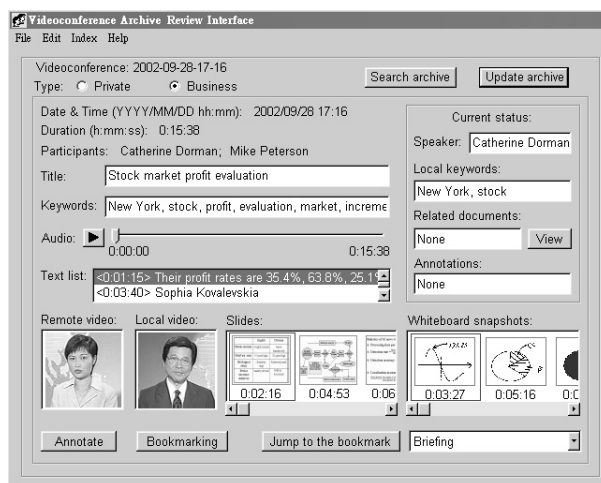 Videoconference Archive Review Interface
File Edit Index Help
Videoconference: 2002-09-28-17-16
Type: Private Business
Search archive
Update archive
Date & Time (YYYY/MM/DD hh:mm): 2002/09/28 17:16
Duration (h:mm:ss): 0:15:38
Participants: Catherine Dorman; Mike Peterson
Title: Stock market profit evaluation
Keywords: New York, stock, profit, evaluation, market, increme
Audio:
0:00:00 0:15:38
Text list: <0:01:15> Their profit rates are 35.4%, 63.8%, 25.1%
<0:03:40> Sophia Kovalevskia
Current status:
Speaker: Catherine Dorman
Local keywords:
New York, stock
Related documents:
None View
Annotations:
None
Remote video: Local video: Slides: Whiteboard snapshots:
0:02:16 0:04:53 0:06
0:03:27 0:05:16 0:0
Annotate Bookmarking Jump to the bookmark Briefing